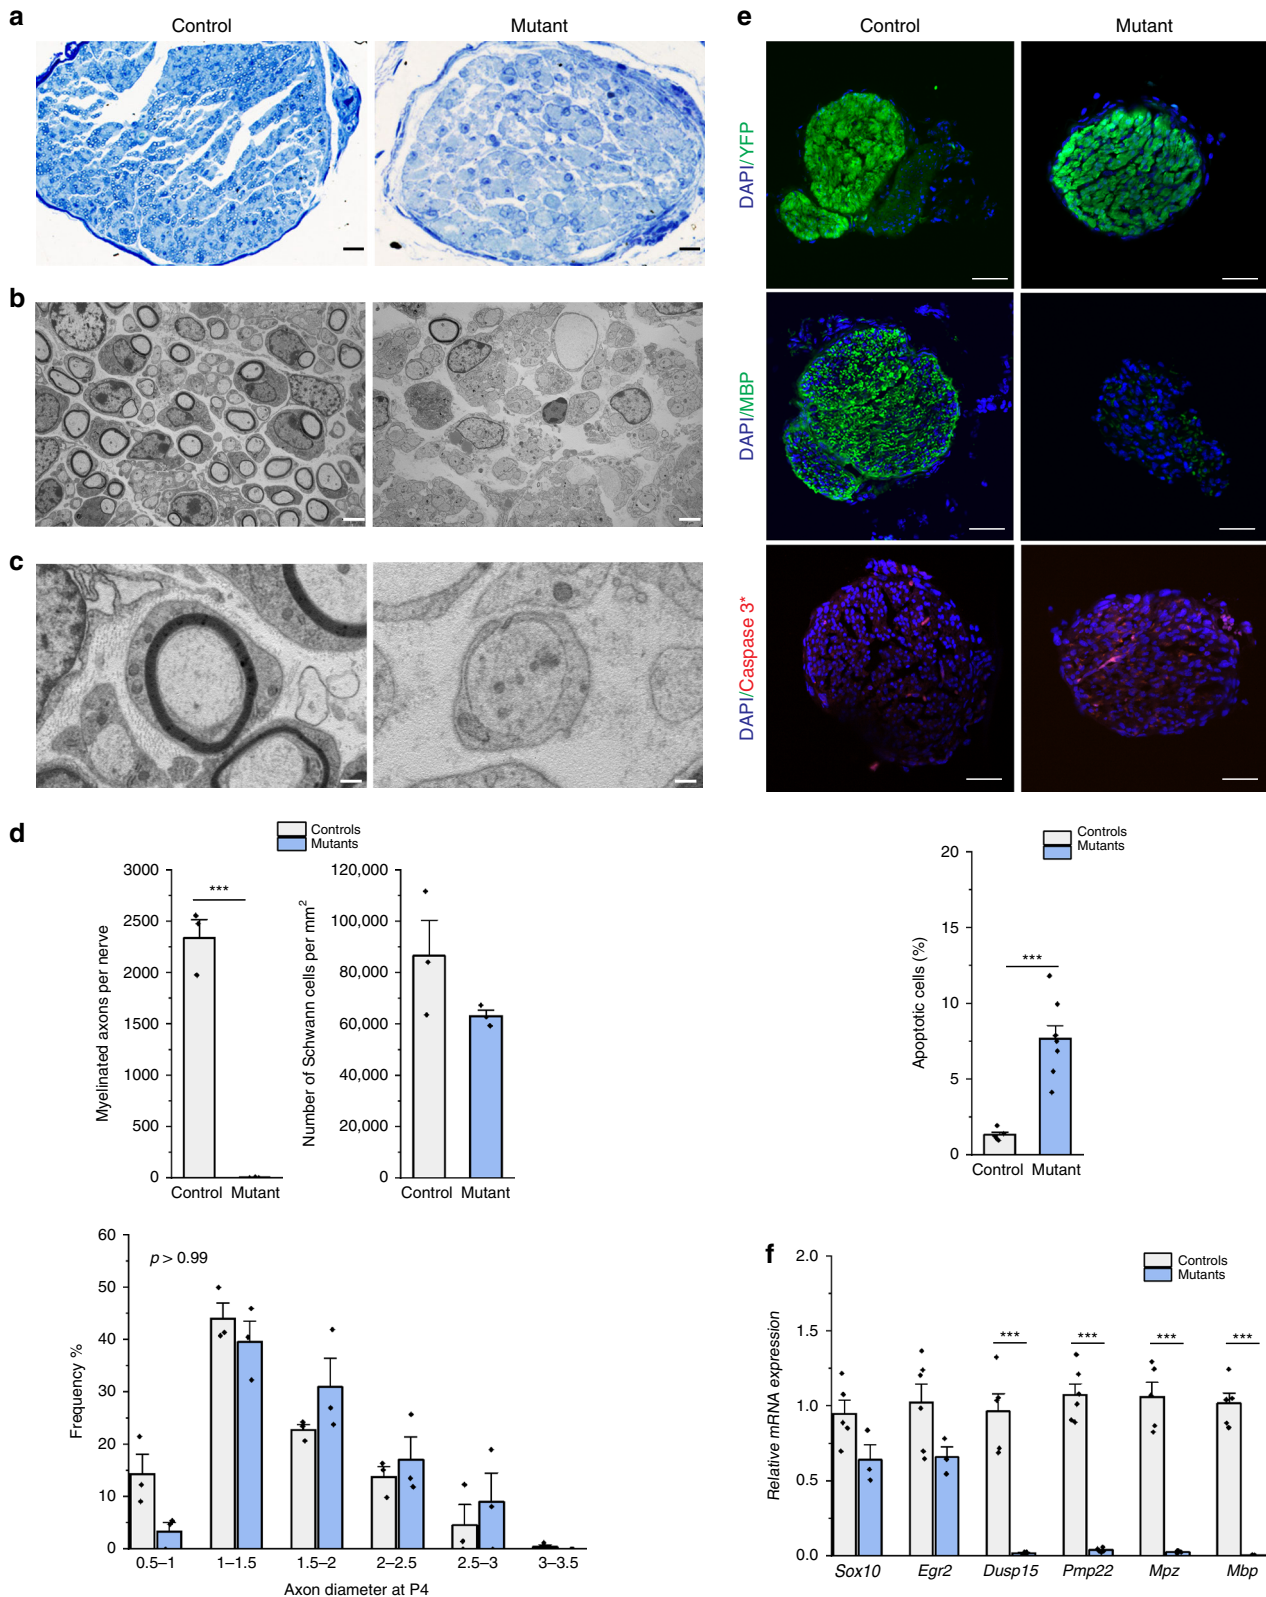 a
Control
Mutant
b
c
d
Controls
Mutants
3000
2500
2000
1500
1000
500
0
Myelinated axons per nerve
***
Control
Mutant
120,000
100,000
80,000
60,000
40,000
20,000
0
Number of Schwann cells per mm²
Control
Mutant
60
50
40
30
20
10
0
Frequency %
p > 0.99
0.5–1
1–1.5
1.5–2
2–2.5
2.5–3
3–3.5
Axon diameter at P4
e
Control
Mutant
DAPI/YFP
DAPI/MBP
DAPI/Caspase 3*
Controls
Mutants
20
15
10
5
0
Apoptotic cells (%)
***
Control
Mutant
f
Controls
Mutants
2.0
1.5
1.0
0.5
0.0
Relative mRNA expression
***
***
***
***
Sox10
Egr2
Dusp15
Pmp22
Mpz
Mbp